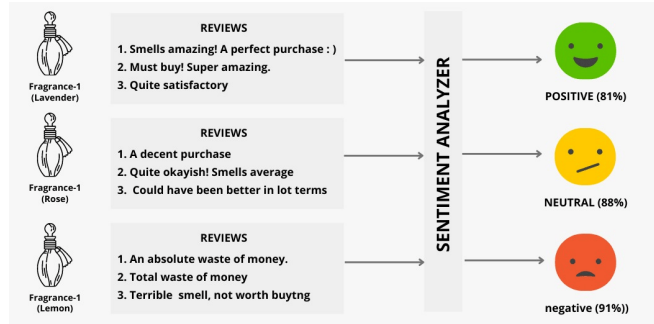 REVIEWS
1. Smells amazing! A perfect purchase : )
2. Must buy! Super amazing.
3. Quite satisfactory
Fragrance-1
(Lavender)
POSITIVE (81%)
REVIEWS
1. A decent purchase
2. Quite okayish! Smells average
3. Could have been better in lot terms
Fragrance-1
(Rose)
NEUTRAL (88%)
REVIEWS
1. An absolute waste of money.
2. Total waste of money
3. Terrible smell, not worth buytng
Fragrance-1
(Lemon)
negative (91%))
SENTIMENT ANALYZER